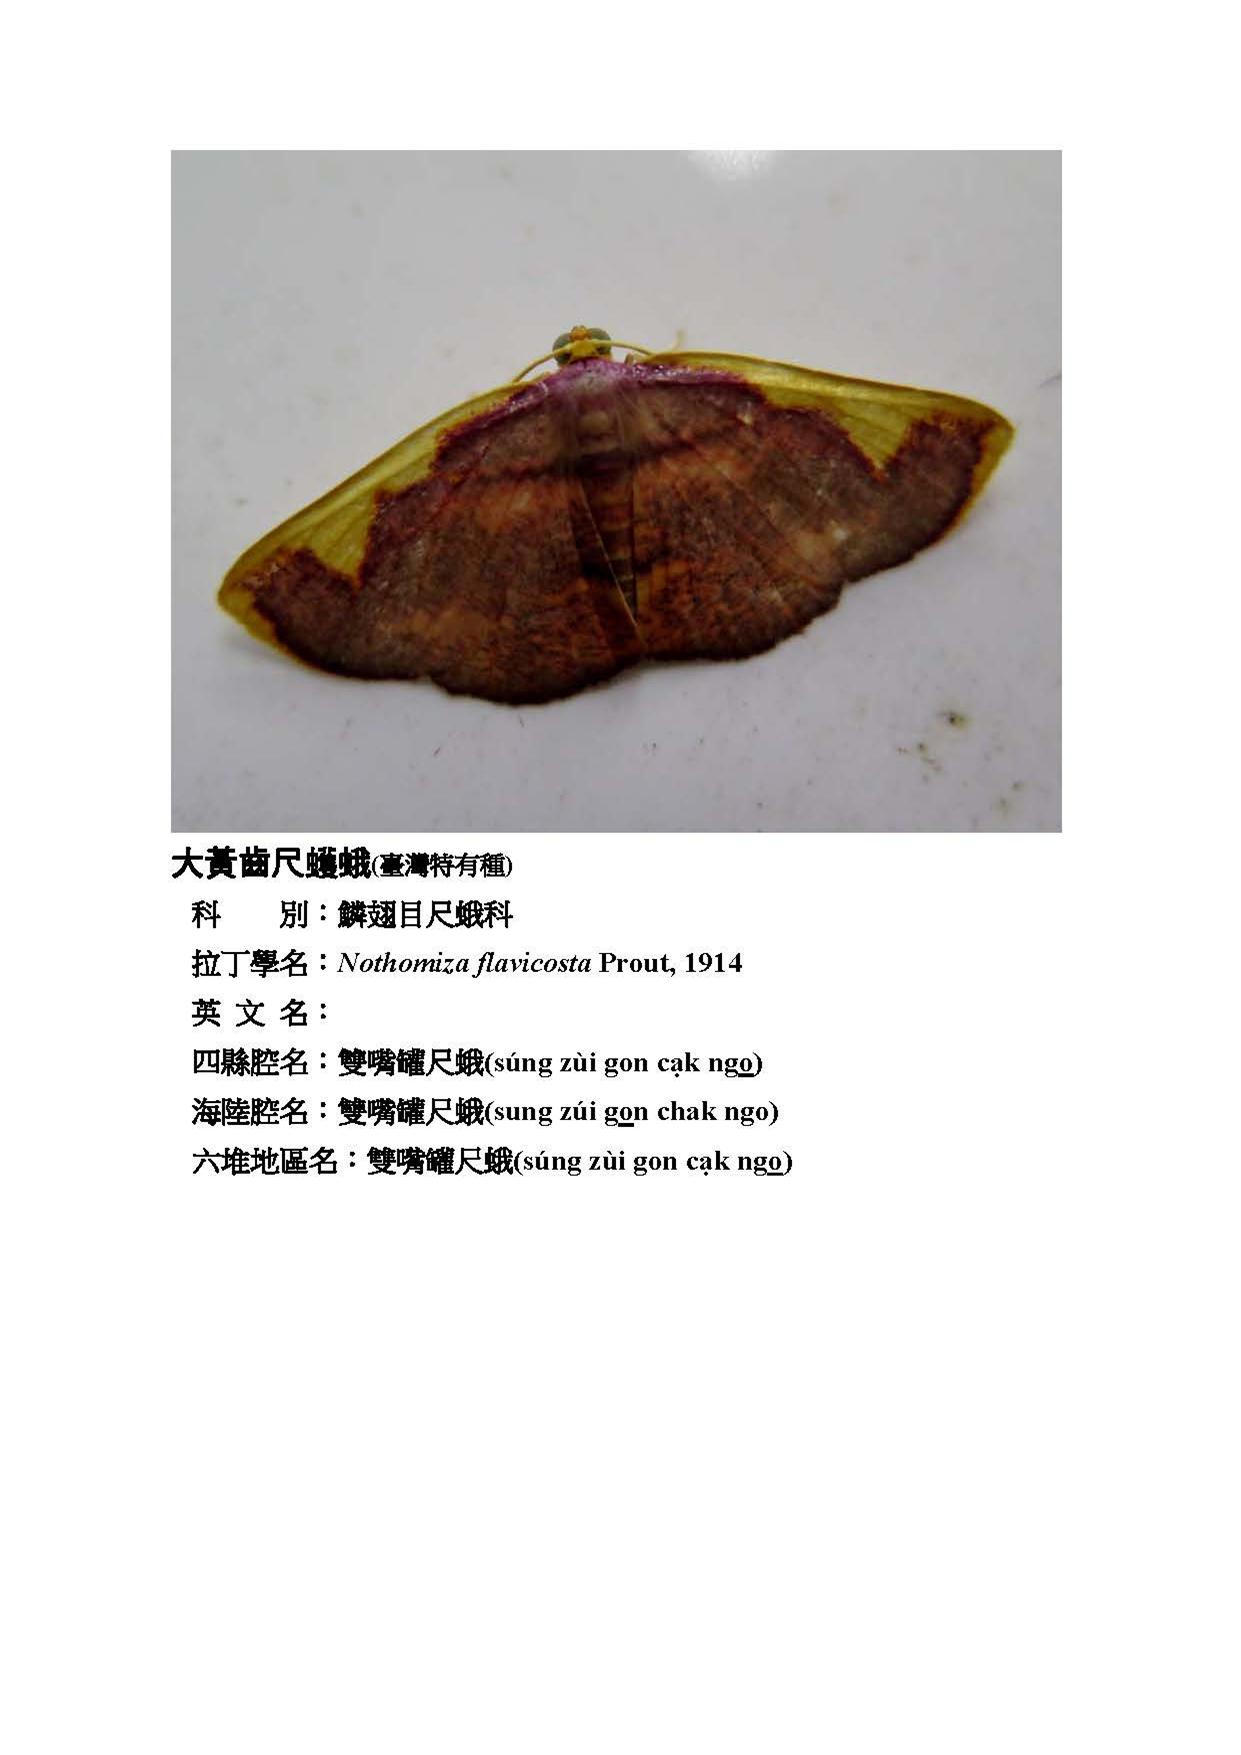 大黃齒尺蠖蛾(臺灣特有種)
科　　別：鱗翅目尺蛾科
拉丁學名：Nothomiza flavicosta Prout, 1914
英 文 名：
四縣腔名：雙嘴罐尺蛾(súng zùi gon cạk ngo̲)
海陸腔名：雙嘴罐尺蛾(sung zúi go̲n chak ngo)
六堆地區名：雙嘴罐尺蛾(súng zùi gon cạk ngo̲)